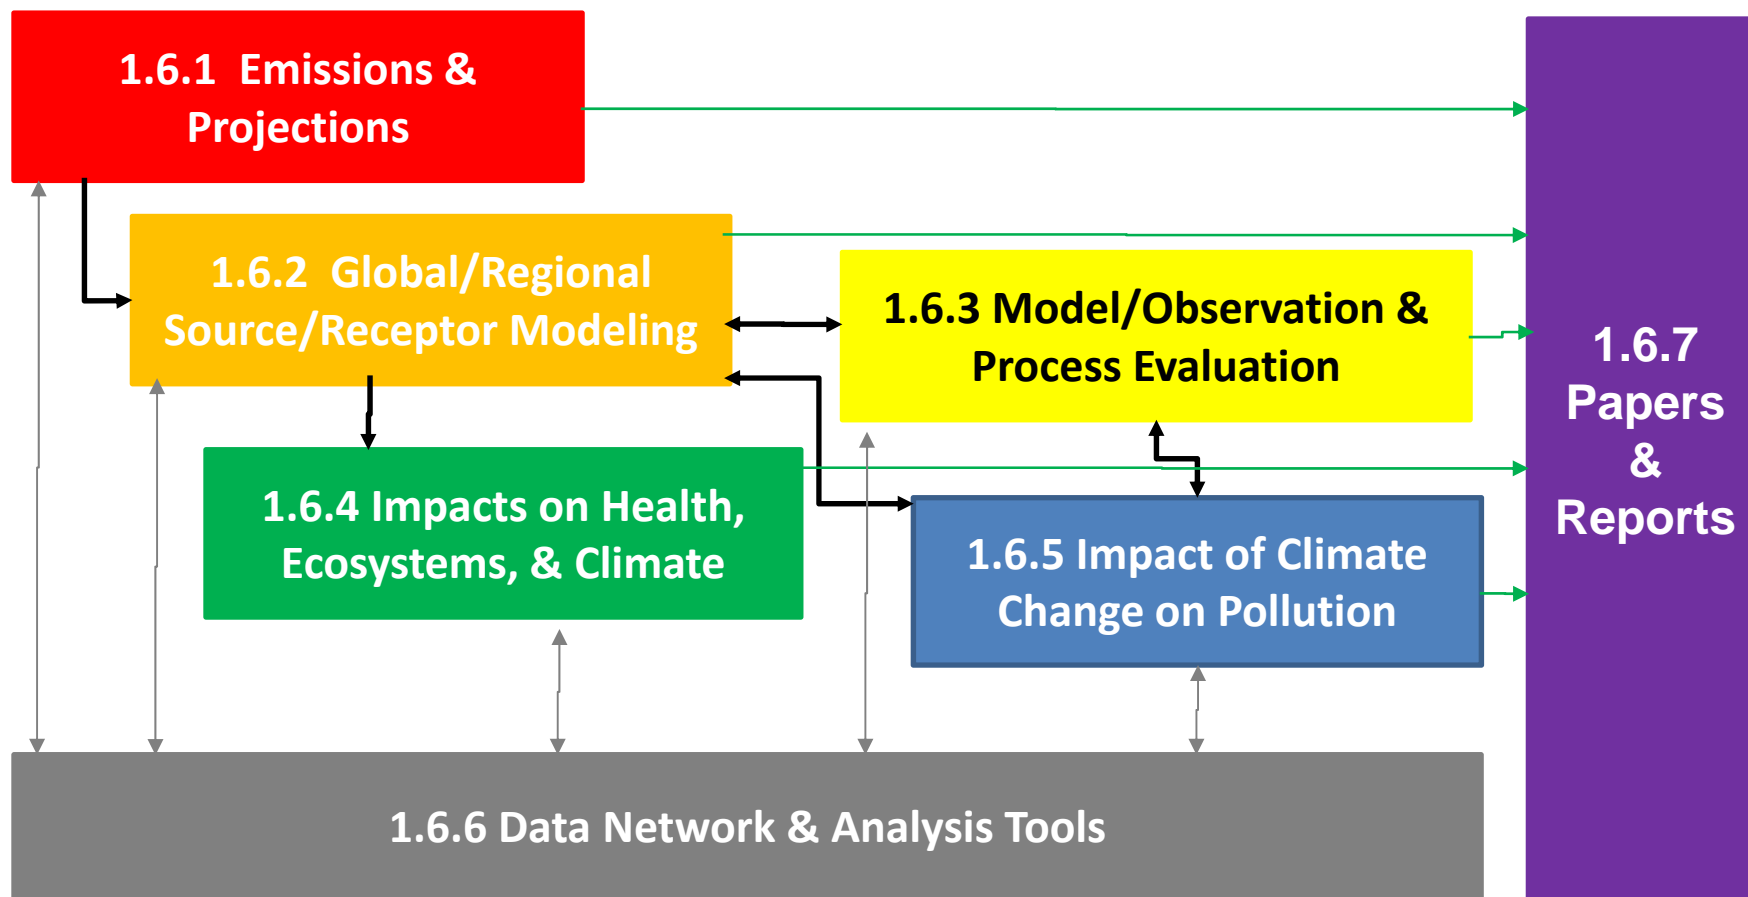 1.6.1  Emissions &
Projections
1.6.2  Global/Regional
Source/Receptor Modeling
1.6.3 Model/Observation &
Process Evaluation
1.6.4 Impacts on Health,
Ecosystems, & Climate
1.6.5 Impact of Climate
Change on Pollution
1.6.6 Data Network & Analysis Tools
1.6.7
Papers
&
Reports